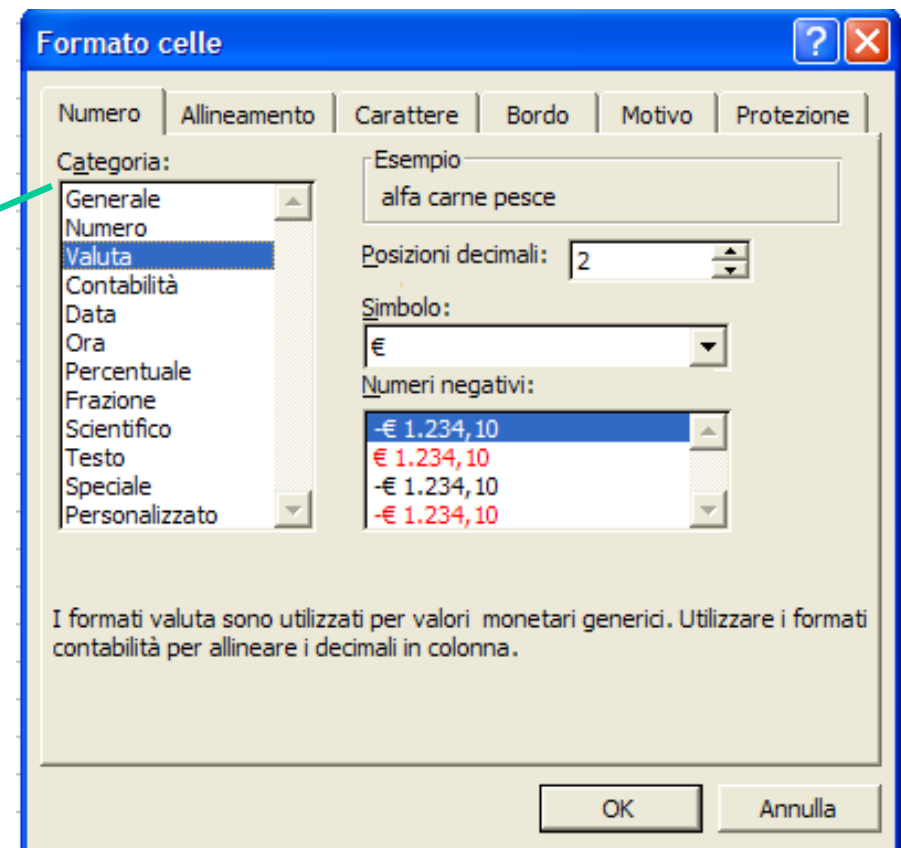 Formato celle
Numero Allineamento Carattere Bordo Motivo Protezione
Categoria:
Generale
Numero
Valuta
Contabilità
Data
Ora
Percentuale
Frazione
Scientifico
Testo
Speciale
Personalizzato
Esempio
alfa carne pesce
Posizioni decimali: 2
Simbolo:
€
Numeri negativi:
-€ 1.234,10
€ 1.234,10
-€ 1.234,10
-€ 1.234,10
I formati valuta sono utilizzati per valori monetari generici. Utilizzare i formati
contabilità per allineare i decimali in colonna.
OK Annulla